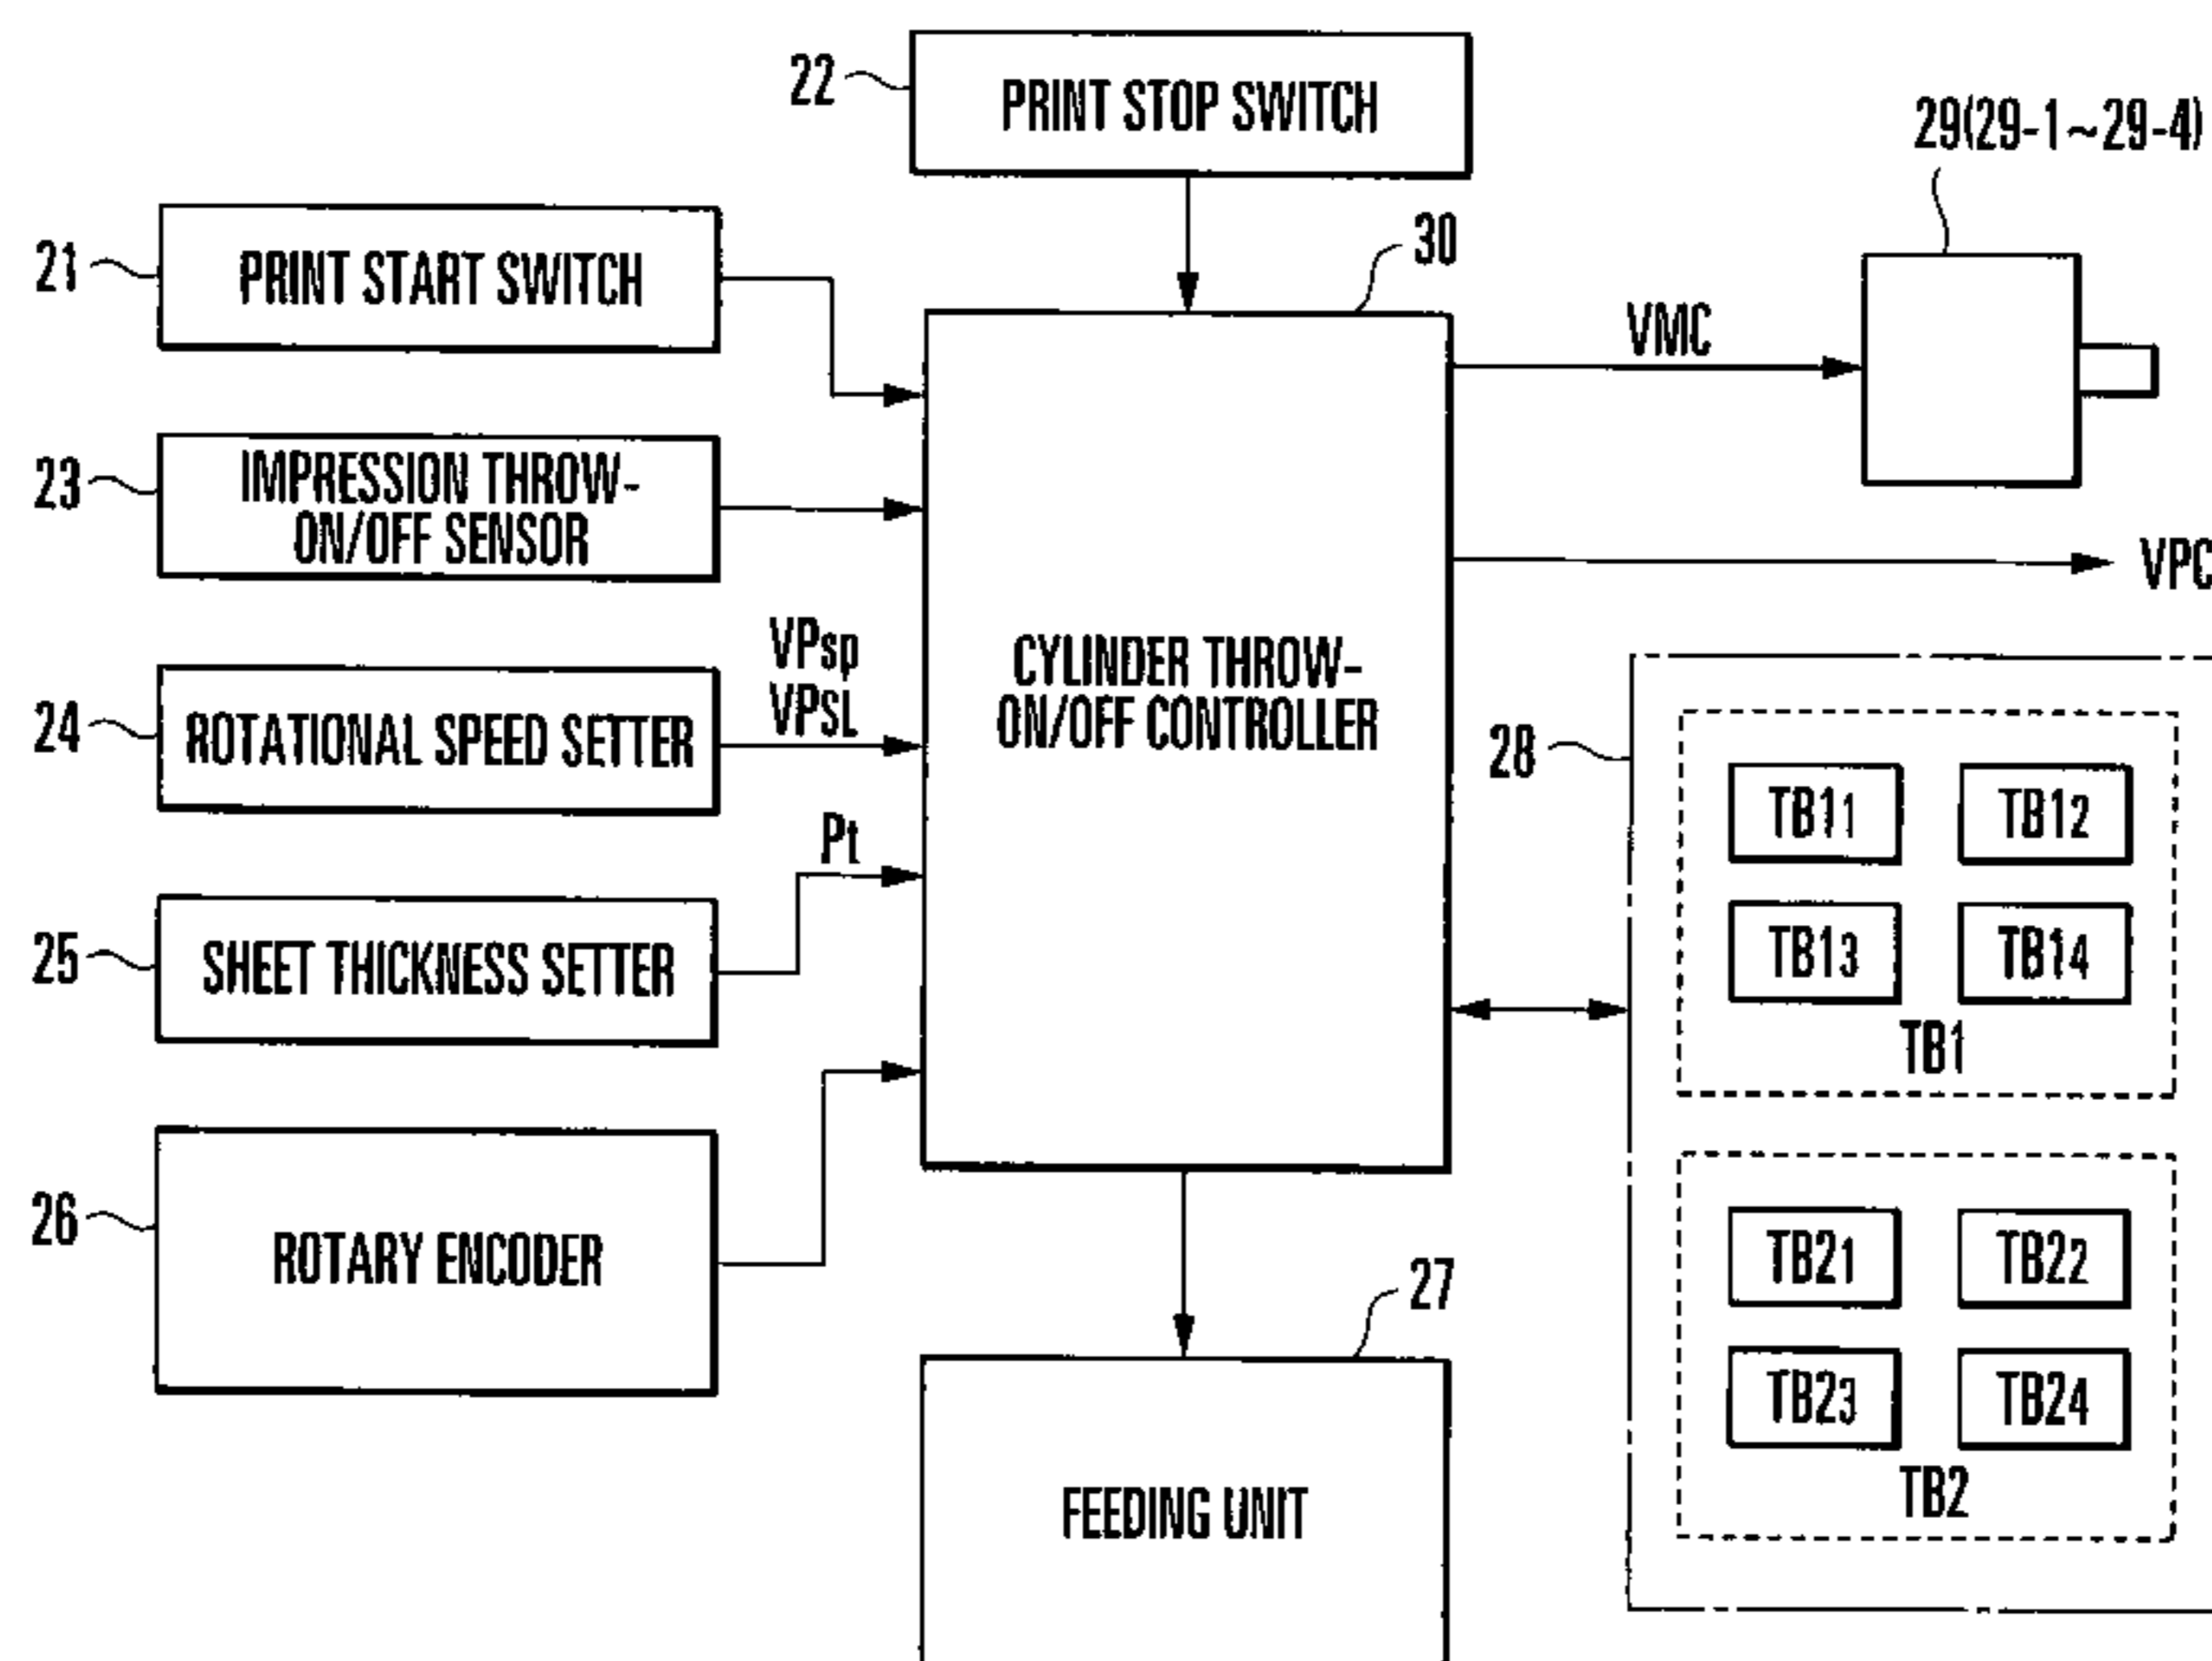 22
PRINT STOP SWITCH
29(29-1~29-4)
21
PRINT START SWITCH
30
VMC
23
IMPRESSION THROW-
ON/OFF SENSOR
VPC
24
ROTATIONAL SPEED SETTER
VPsp
VPSL
CYLINDER THROW-
ON/OFF CONTROLLER
28
TB11
TB12
TB13
TB14
TB1
25
SHEET THICKNESS SETTER
Pt
26
ROTARY ENCODER
27
FEEDING UNIT
TB21
TB22
TB23
TB24
TB2